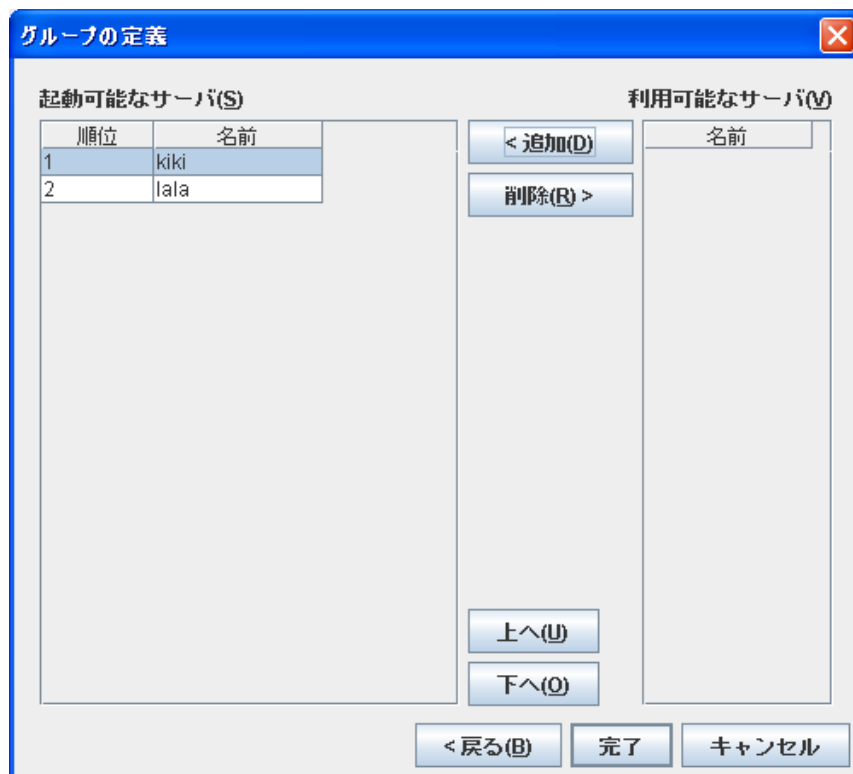 グループの定義
起動可能なサーバ(S)
利用可能なサーバ(V)
順位 名前
1 kiki
2 lala
< 追加(D)
削除(R) >
名前
上へ(U)
下へ(O)
< 戻る(B) 完了 キャンセル